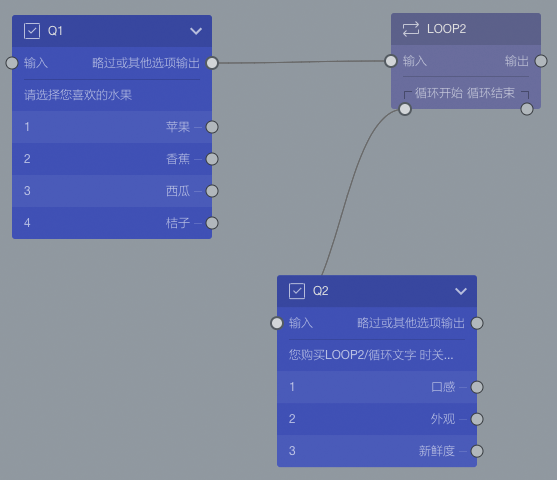 Q1
输入 略过或其他选项输出
请选择您喜欢的水果
1 苹果
2 香蕉
3 西瓜
4 桔子
LOOP2
输入 输出
循环开始 循环结束
Q2
输入 略过或其他选项输出
您购买LOOP2/循环文字 时关...
1 口感
2 外观
3 新鲜度